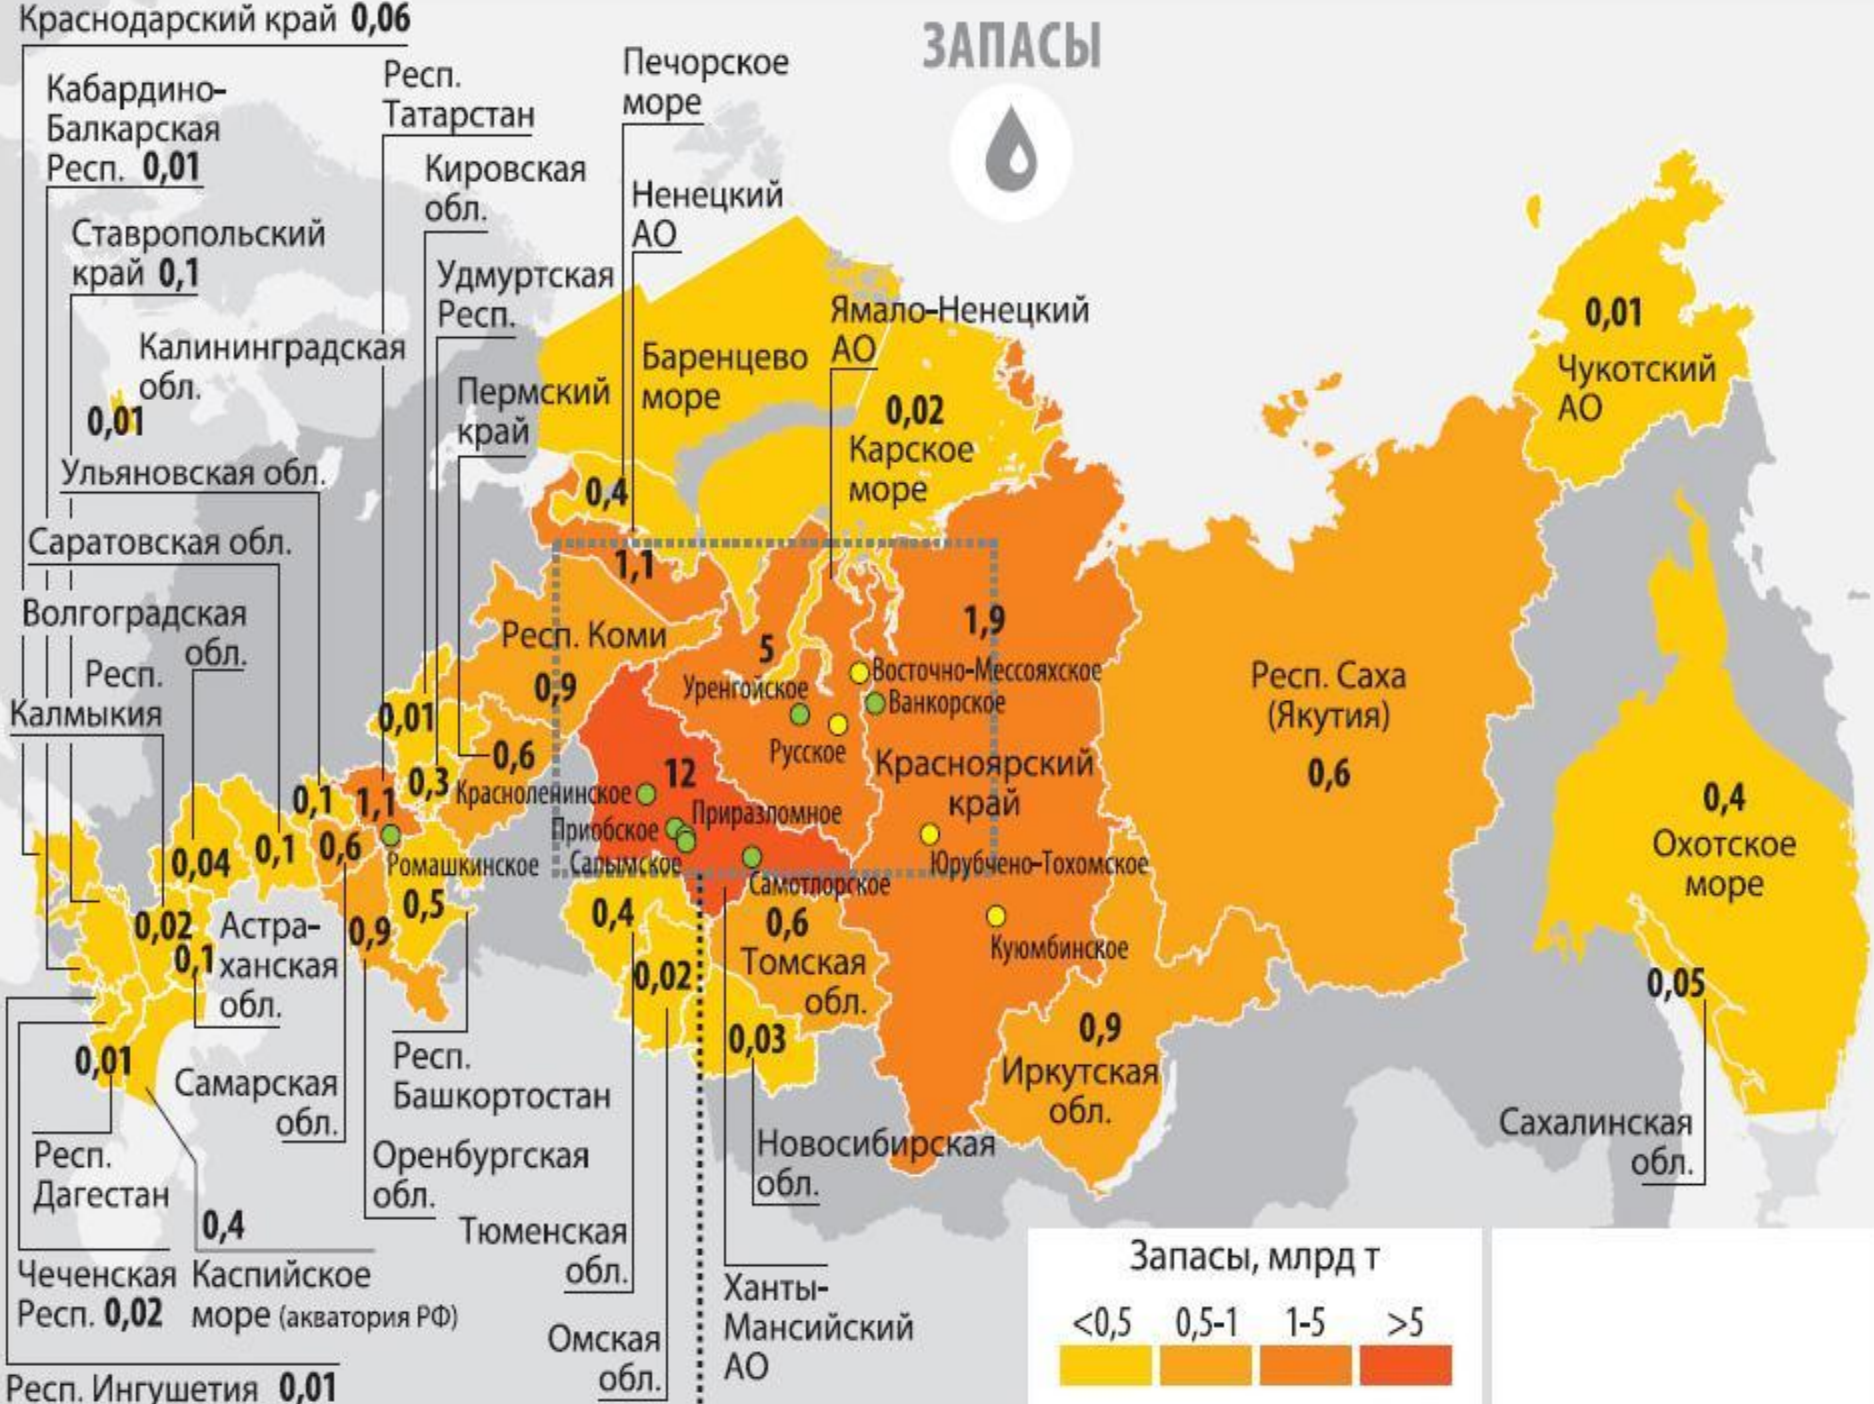 Краснодарский край 0,06
Кабардино-
Балкарская
Респ. 0,01
Ставропольский
край 0,1
Калининградская
обл.
0,01
Ульяновская обл.
Саратовская обл.
Волгоградская
обл.
Респ.
Калмыкия
Респ.
Татарстан
Кировская
обл.
Удмуртская
Респ.
Пермский
край
Печорское
море
Ненецкий
АО
ЗАПАСЫ
Ямало-Ненецкий
АО
Баренцево
море
0,02
Карское
море
0,4
1,1
Респ. Коми
0,9
0,01
0,6
0,3
0,1
1,1
0,04
0,1
0,6
Ромашкинское
0,5
0,02
0,1
Астра-
ханская
обл.
0,9
0,01
5
Уренгойское
Русское
1,9
Восточно-Мессояхское
Ванкорское
Красноярский
край
12
Красноленинское
Приразломное
Приобское
Салымское
Самотлорское
Юрубчено-Тохомское
Куюмбинское
0,4
0,02
0,6
Томская
обл.
0,03
0,9
Иркутская
обл.
Респ. Саха
(Якутия)
0,6
0,01
Чукотский
АО
0,4
Охотское
море
0,05
Сахалинская
обл.
Самарская
обл.
Респ.
Башкортостан
Респ.
Дагестан
Оренбургская
обл.
0,4
Каспийское
море (акватория РФ)
Чеченская
Респ. 0,02
Респ. Ингушетия 0,01
Тюменская
обл.
Омская
обл.
Новосибирская
обл.
Ханты-
Мансийский
АО
Запасы, млрд т
<0,5 0,5-1 1-5 >5